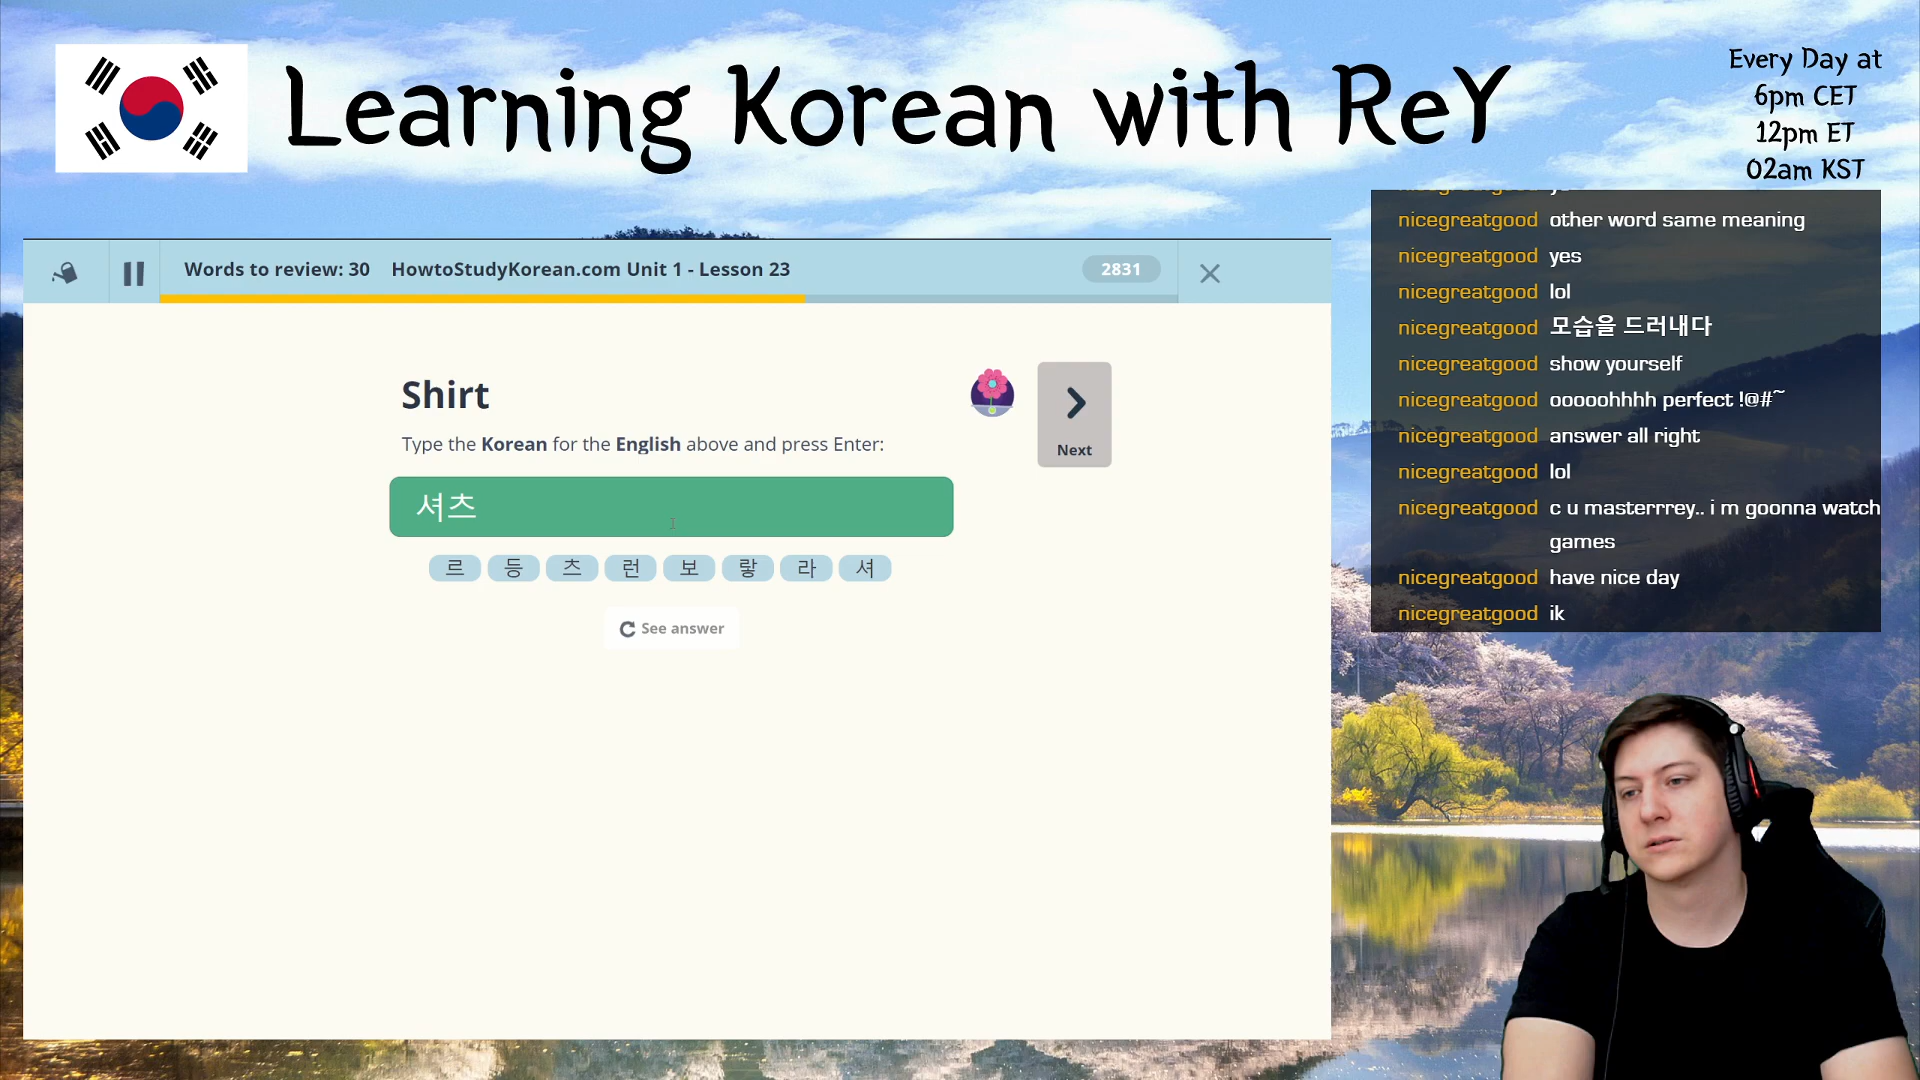 Learning Korean with ReY
Every Day at
6pm CET
12pm ET
02am KST
Words to review: 30 HowtoStudyKorean.com Unit 1 - Lesson 23
2831
Shirt
Type the Korean for the English above and press Enter:
Next
셔츠
르 등 츠 런 보 랗 라 셔
See answer
nicegreatgood other word same meaning
nicegreatgood yes
nicegreatgood lol
nicegreatgood 모습을 드러내다
nicegreatgood show yourself
nicegreatgood oooohhhh perfect !@#~
nicegreatgood answer all right
nicegreatgood lol
nicegreatgood c u masterrrey.. i m goonna watch
games
nicegreatgood have nice day
nicegreatgood ik